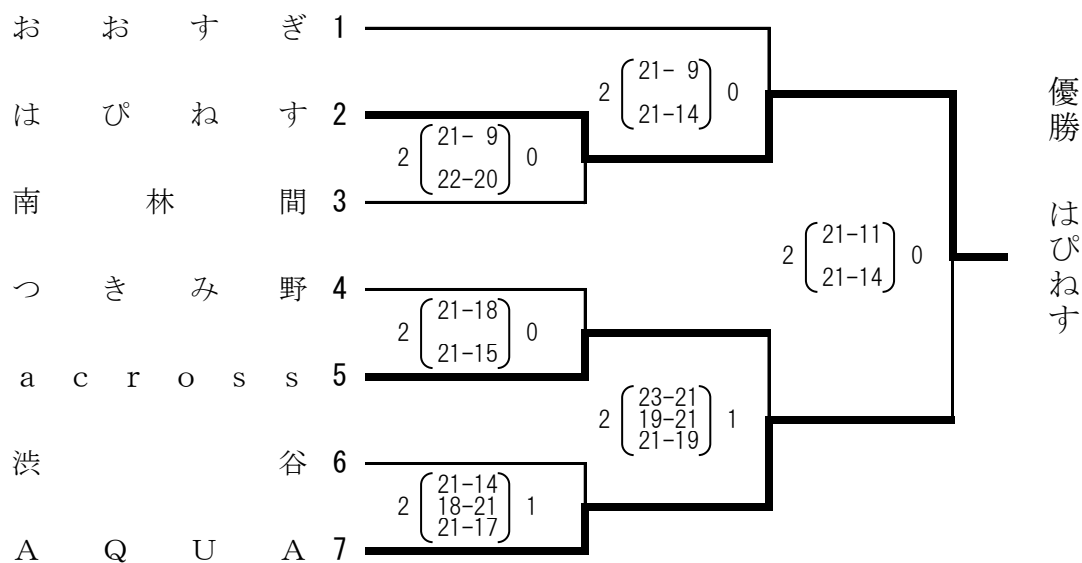 おおすぎ 1
はぴねす 2
南林間 3
つきみ野 4
across 5
渋谷 6
AQUA 7
2 21- 9 0
22-20
2 21-18 0
21-15
2 21-14 1
18-21
21-17
2 21- 9 0
21-14
2 23-21 1
19-21
21-19
2 21-11 0
21-14
優勝 はぴねす